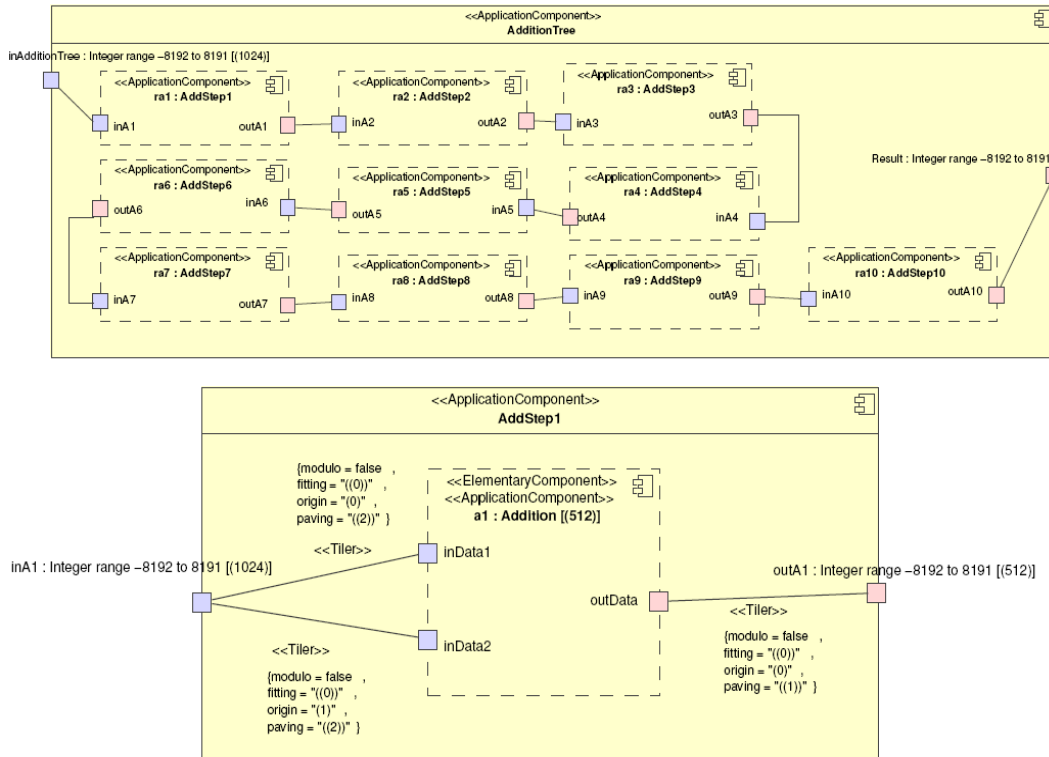 <<ApplicationComponent>>
AdditionTree
inAdditionTree : Integer range −8192 to 8191 [(1024)]
<<ApplicationComponent>>
ra1 : AddStep1
inA1
outA1
<<ApplicationComponent>>
ra2 : AddStep2
inA2
outA2
<<ApplicationComponent>>
ra3 : AddStep3
inA3
outA3
Result : Integer range −8192 to 8191
<<ApplicationComponent>>
ra6 : AddStep6
outA6
inA6
<<ApplicationComponent>>
ra5 : AddStep5
outA5
inA5
<<ApplicationComponent>>
ra4 : AddStep4
outA4
inA4
<<ApplicationComponent>>
ra7 : AddStep7
inA7
outA7
<<ApplicationComponent>>
ra8 : AddStep8
inA8
outA8
<<ApplicationComponent>>
ra9 : AddStep9
inA9
outA9
<<ApplicationComponent>>
ra10 : AddStep10
inA10
outA10
<<ApplicationComponent>>
AddStep1
{modulo = false ,
fitting = "((0))" ,
origin = "(0)" ,
paving = "((2))" }
<<Tiler>>
<<ElementaryComponent>>
<<ApplicationComponent>>
a1 : Addition [(512)]
inData1
inData2
outData
inA1 : Integer range −8192 to 8191 [(1024)]
outA1 : Integer range −8192 to 8191 [(512)]
<<Tiler>>
{modulo = false ,
fitting = "((0))" ,
origin = "(1)" ,
paving = "((2))" }
<<Tiler>>
{modulo = false ,
fitting = "((0))" ,
origin = "(0)" ,
paving = "((1))" }